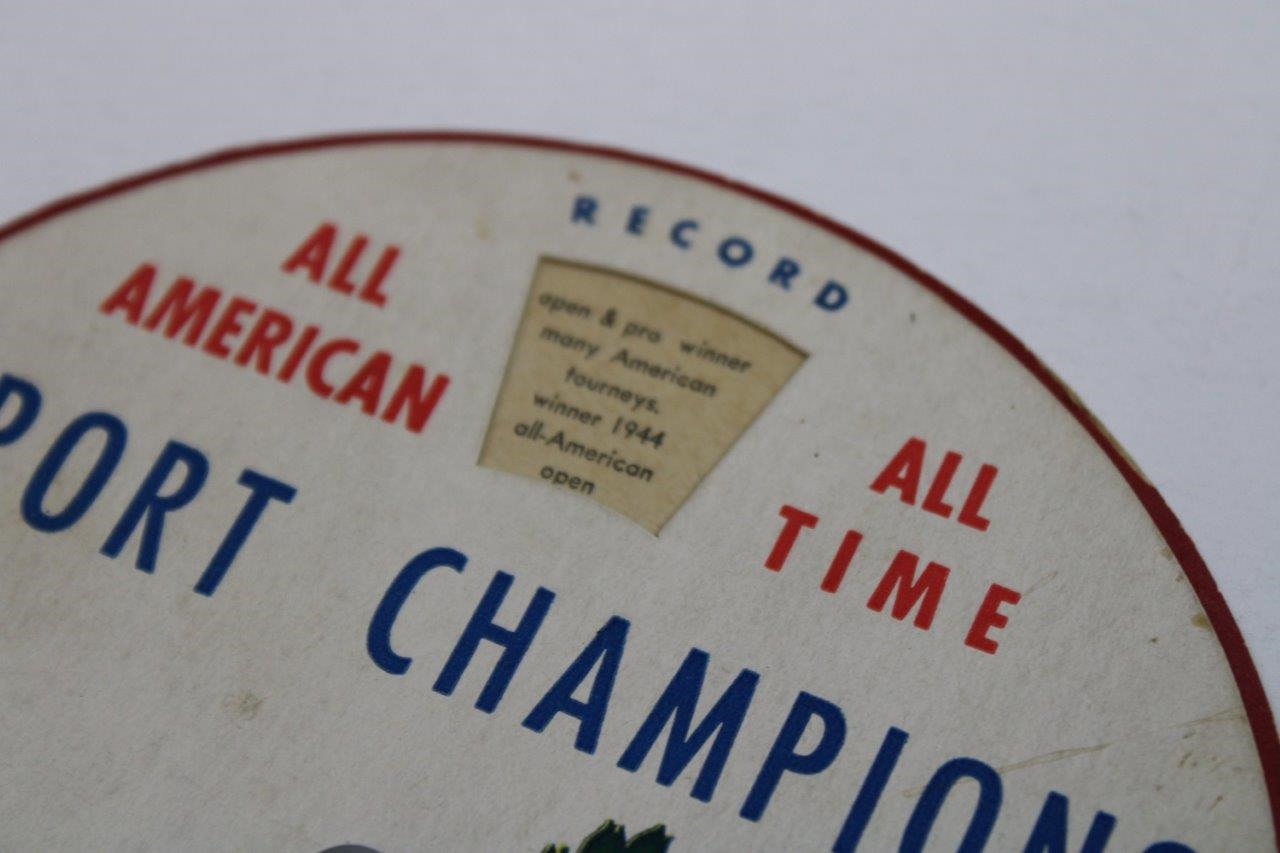 RECORD
ALL
AMERICAN
open & pro winner
many American
tourneys,
winner 1944
all-American
open
ALL
TIME
PORT CHAMPIONS